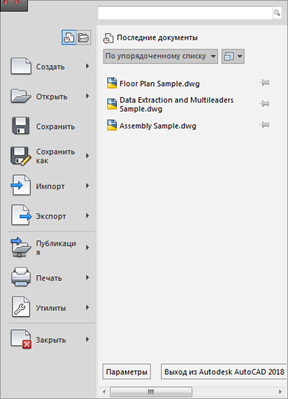 Последние документы
По упорядоченному списку
Floor Plan Sample.dwg
Data Extraction and Multileaders
Sample.dwg
Assembly Sample.dwg
Создать
Открыть
Сохранить
Сохранить
как
Импорт
Экспорт
Публикаци
я
Печать
Утилиты
Закрыть
Параметры
Выход из Autodesk AutoCAD 2018